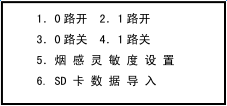 1. 0路开 2. 1路开
3. 0路关 4. 1路关
5. 烟感灵敏度设置
6. SD卡数据导入